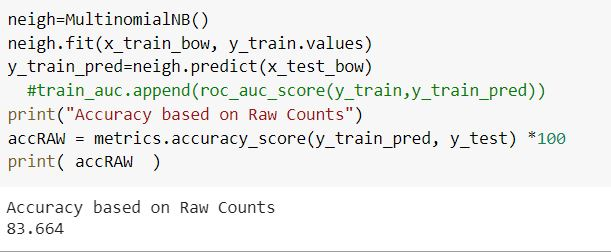 neigh=MultinomialNB()
neigh.fit(x_train_bow, y_train.values)
y_train_pred=neigh.predict(x_test_bow)
  #train_auc.append(roc_auc_score(y_train,y_train_pred))
print("Accuracy based on Raw Counts")
accRAW = metrics.accuracy_score(y_train_pred, y_test) *100
print( accRAW  )
Accuracy based on Raw Counts
83.664